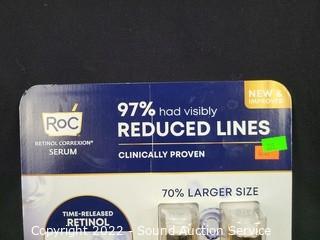 RoC
RETINOL CORREXION®
SERUM
97% had visibly
REDUCED LINES
CLINICALLY PROVEN
NEW &
IMPROVED
70% LARGER SIZE
TIME-RELEASED
RETINOL
Copyright 2022 - Sound Auction Service